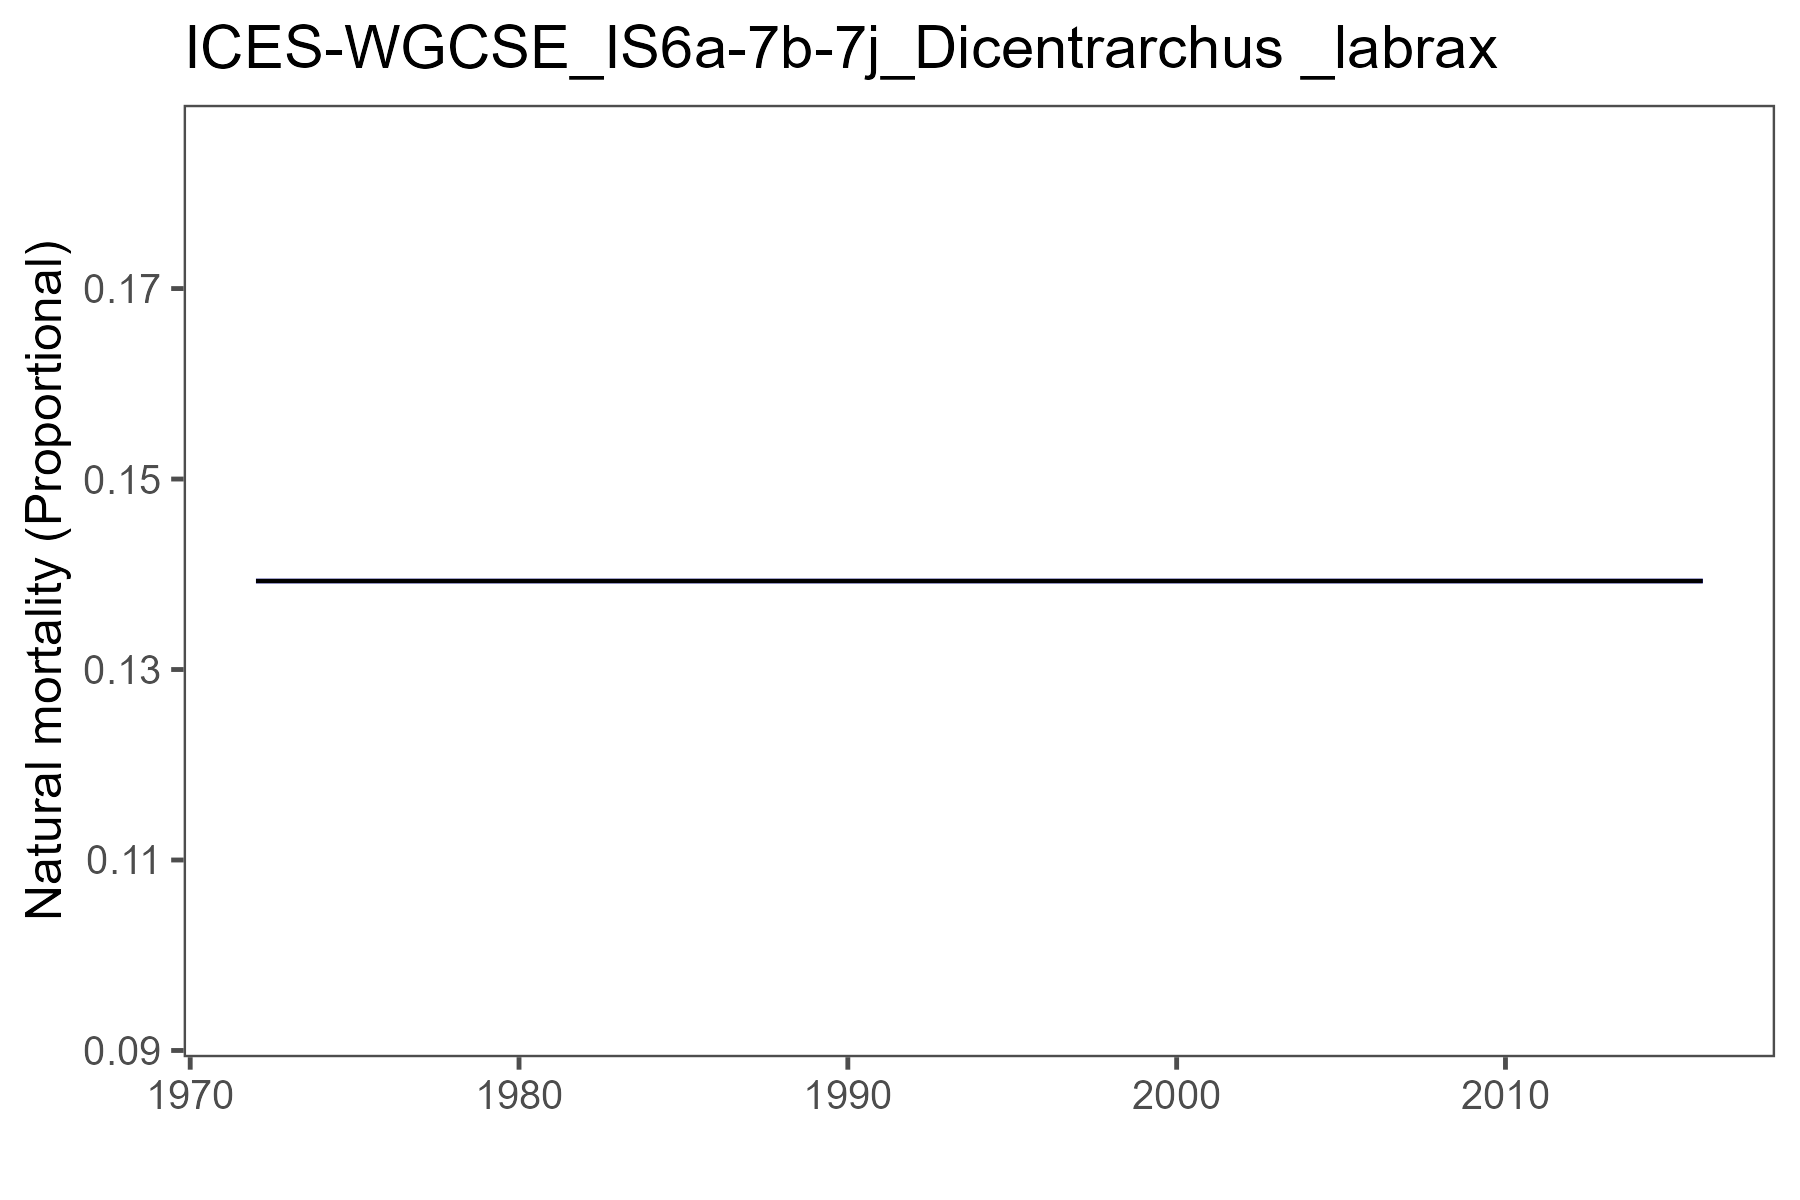 ICES-WGCSE_IS6a-7b-7j_Dicentrarchus _labrax
Natural mortality (Proportional)
0.17
0.15
0.13
0.11
0.09
1970 1980 1990 2000 2010